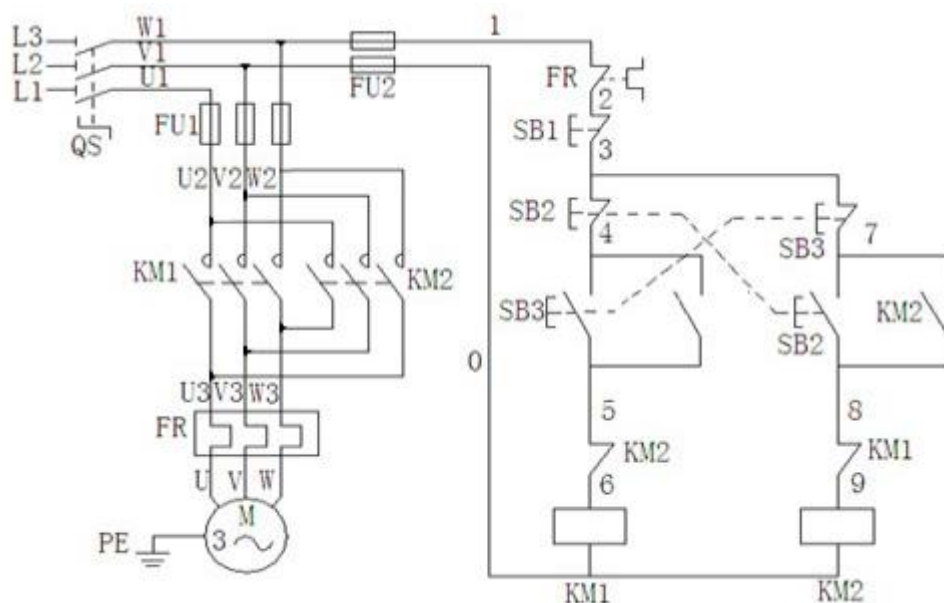 W1
L3
V1
L2
U1
L1
QS
FU1
FU2
1
FR
2
SB1
3
U2 V2 W2
SB2
4
SB3
7
KM1
KM2
SB3
SB2
KM2
0
U3 V3 W3
5
8
FR
KM2
KM1
6
9
U V W
M
3
PE
KM1
KM2